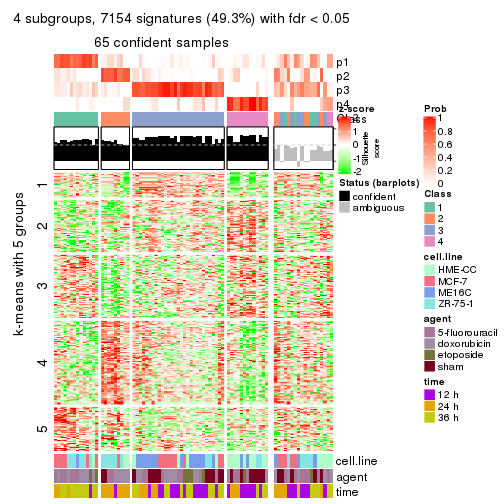 4 subgroups, 7154 signatures (49.3%) with fdr < 0.05
65 confident samples
p1
p2
p3
p4
Class
z-score
2
1
0
-1
-2
Silhouette
score
k-means with 5 groups
1
2
3
4
5
cell.line
agent
time
Status (barplots)
confident
ambiguous
Prob
1
0.8
0.6
0.4
0.2
0
Class
1
2
3
4
cell.line
HME-CC
MCF-7
ME16C
ZR-75-1
agent
5-fluorouracil
doxorubicin
etoposide
sham
time
12 h
24 h
36 h